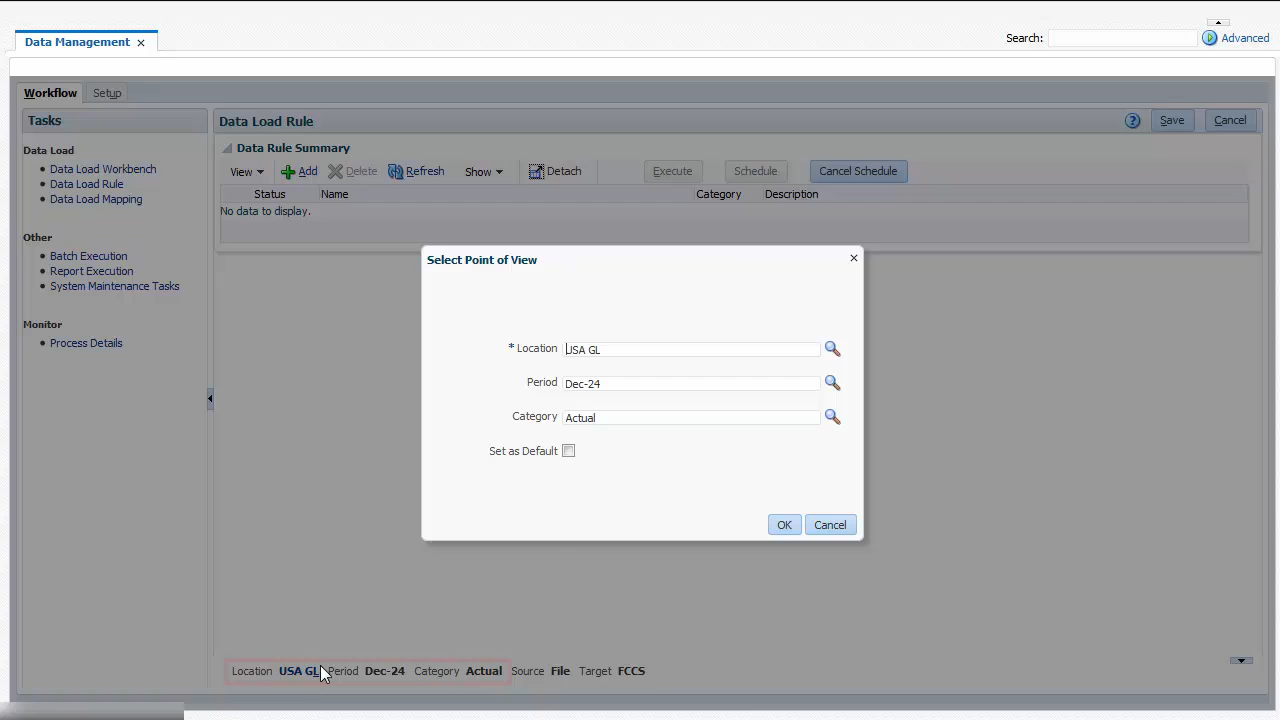 Data Management ×
Search:
Advanced
Workflow
Setup
Tasks
Data Load
• Data Load Workbench
• Data Load Rule
• Data Load Mapping
Other
• Batch Execution
• Report Execution
• System Maintenance Tasks
Monitor
• Process Details
Data Load Rule
? Save Cancel
Data Rule Summary
View Add Delete Refresh Show Detach Execute Schedule Cancel Schedule
Status Name Category Description
No data to display.
Select Point of View ×
* Location USA GL
Period Dec-24
Category Actual
Set as Default
OK Cancel
Location USA GL Period Dec-24 Category Actual Source File Target FCCS